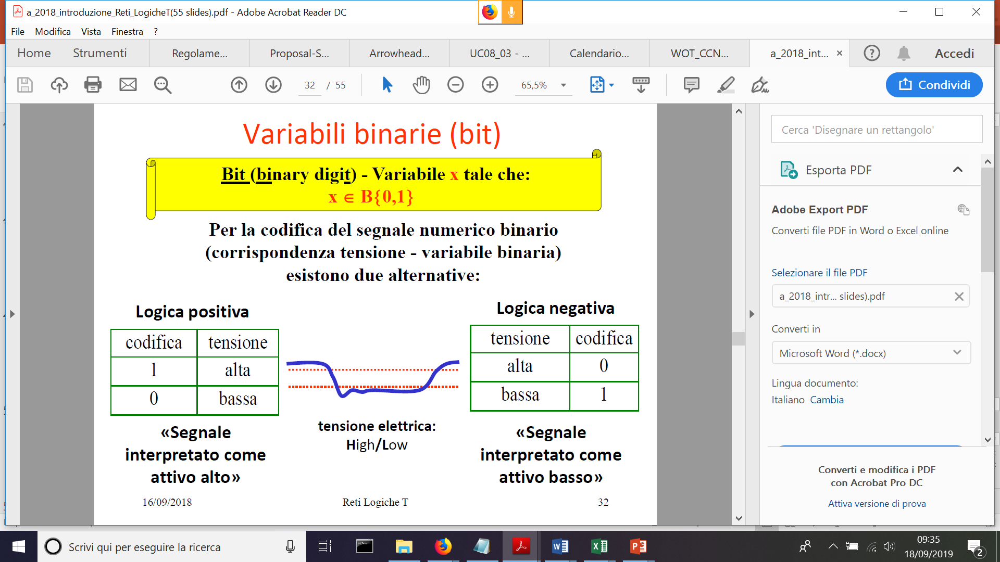 a_2018_introduzione_Reti_LogicheT(55 slides).pdf - Adobe Acrobat Reader DC
File Modifica Vista Finestra ?
Home Strumenti Regolame... Proposal-S... Arrowhead... UC08_03 - ... Calendario... WOT_CCN... a_2018_int... × ? Accedi
32 / 55 65,5% Condividi
Variabili binarie (bit)
Bit (binary digit) - Variabile x tale che:
x ∈ B{0,1}
Per la codifica del segnale numerico binario
(corrispondenza tensione - variabile binaria)
esistono due alternative:
Logica positiva
codifica tensione
1 alta
0 bassa
«Segnale
interpretato come
attivo alto»
tensione elettrica:
High/Low
Logica negativa
tensione codifica
alta 0
bassa 1
«Segnale
interpretato come
attivo basso»
16/09/2018 Reti Logiche T 32
Cerca 'Disegnare un rettangolo'
Esporta PDF
Adobe Export PDF
Converti file PDF in Word o Excel online
Selezionare il file PDF
a_2018_intr... slides).pdf
Converti in
Microsoft Word (*.docx)
Lingua documento:
Italiano Cambia
Converti e modifica i PDF
con Acrobat Pro DC
Attiva versione di prova
Scrivi qui per eseguire la ricerca
09:35
18/09/2019
2